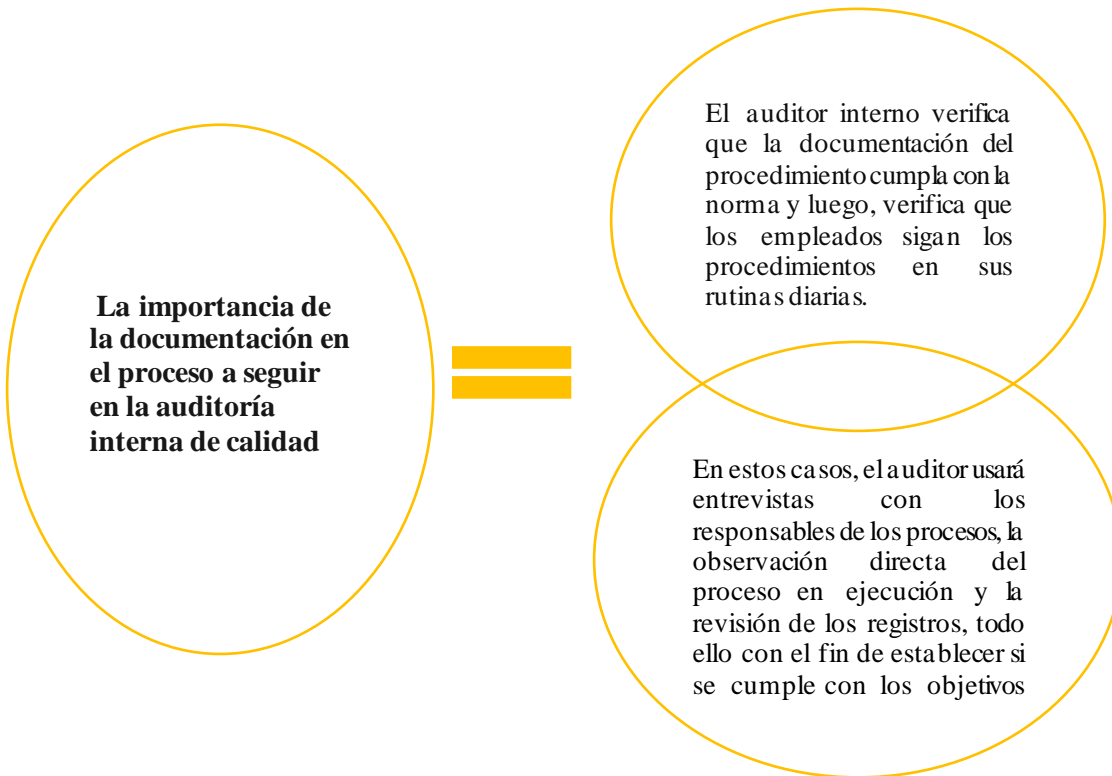 La importancia de
la documentación en
el proceso a seguir
en la auditoría
interna de calidad
El auditor interno verifica
que la documentación del
procedimiento cumpla con la
norma y luego, verifica que
los empleados sigan los
procedimientos en sus
rutinas diarias.
En estos casos, el auditor usará
entrevistas con los
responsables de los procesos, la
observación directa del
proceso en ejecución y la
revisión de los registros, todo
ello con el fin de establecer si
se cumple con los objetivos